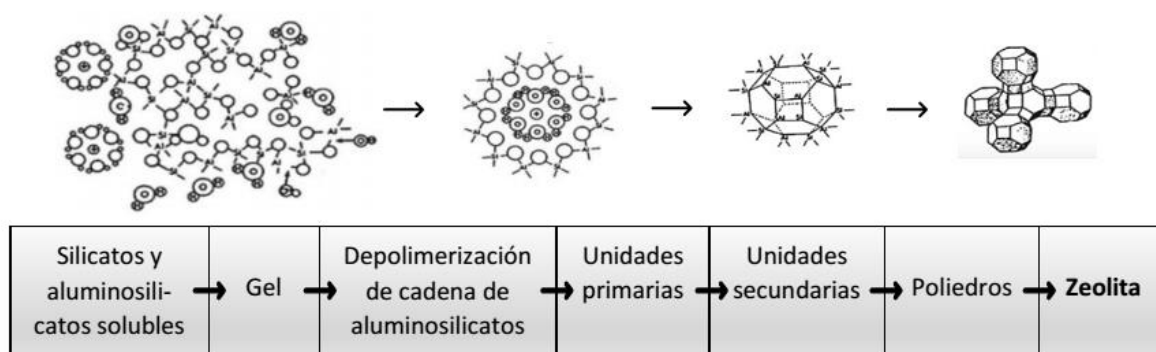 Silicatos y
aluminosili-
catos solubles
Gel
Depolimerización
de cadena de
aluminosilicatos
Unidades
primarias
Unidades
secundarias
Poliedros
Zeolita